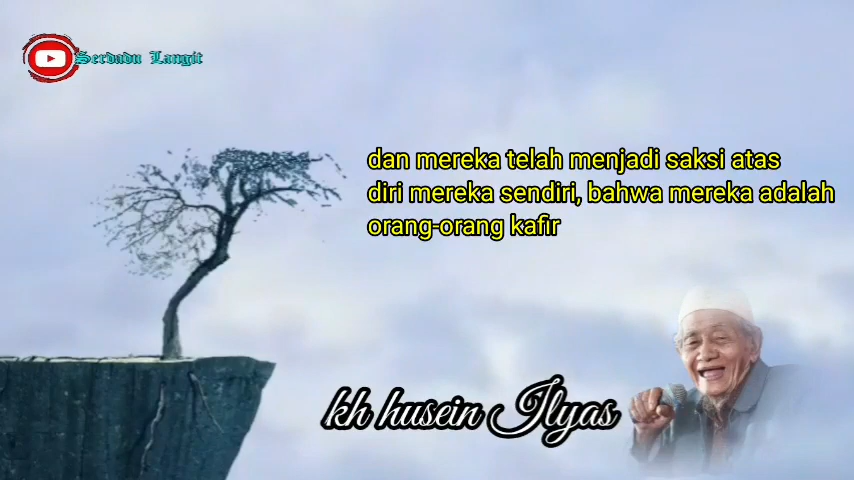 Serdadu Langit
dan mereka telah menjadi saksi atas
diri mereka sendiri, bahwa mereka adalah
orang-orang kafir
kh husein Ilyas